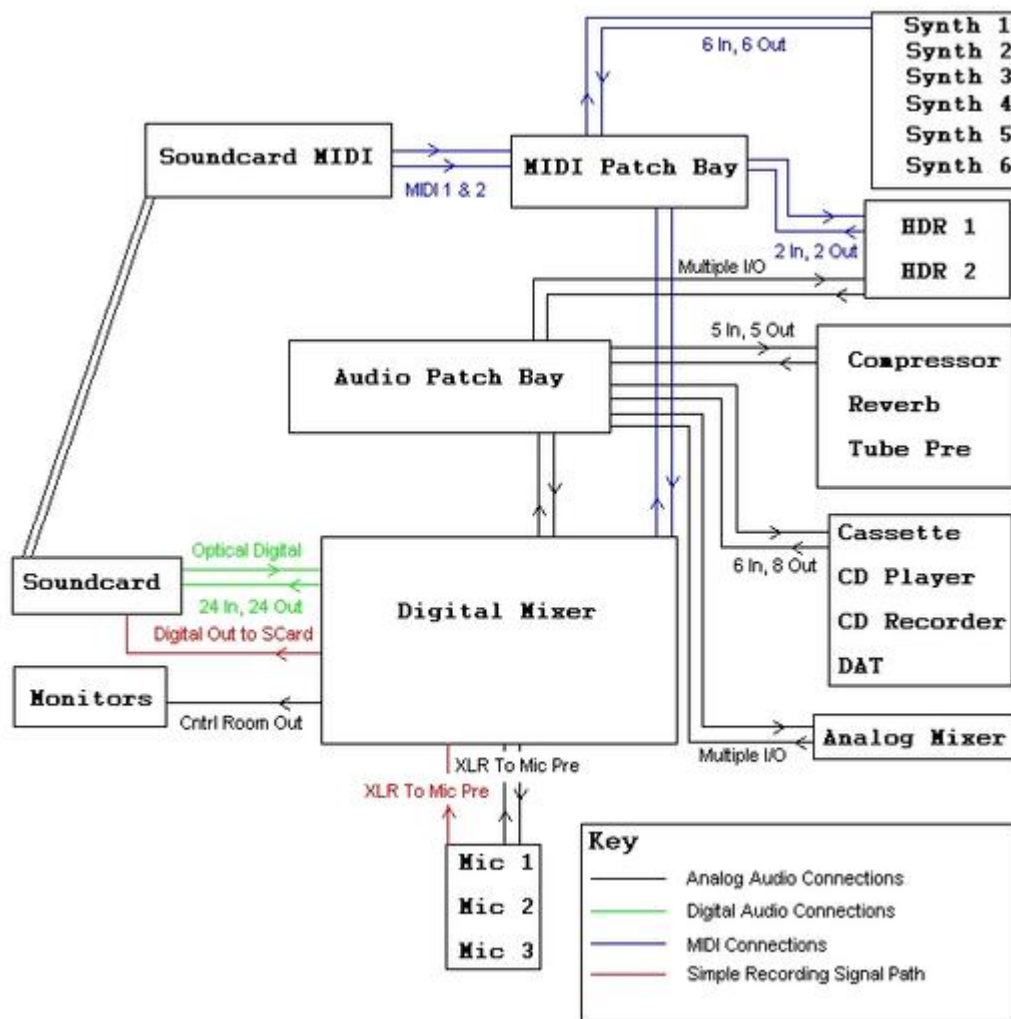 6 In, 6 Out
Synth 1
Synth 2
Synth 3
Synth 4
Synth 5
Synth 6
Soundcard MIDI
MIDI 1 & 2
MIDI Patch Bay
2 In, 2 Out
HDR 1
HDR 2
Multiple I/O
Audio Patch Bay
5 In, 5 Out
Compressor
Reverb
Tube Pre
6 In, 8 Out
Cassette
CD Player
CD Recorder
DAT
Soundcard
Optical Digital
24 In, 24 Out
Digital Out to SCard
Digital Mixer
Monitors
Cntrl Room Out
Multiple I/O
Analog Mixer
XLR To Mic Pre
XLR To Mic Pre
Mic 1
Mic 2
Mic 3
Key
Analog Audio Connections
Digital Audio Connections
MIDI Connections
Simple Recording Signal Path